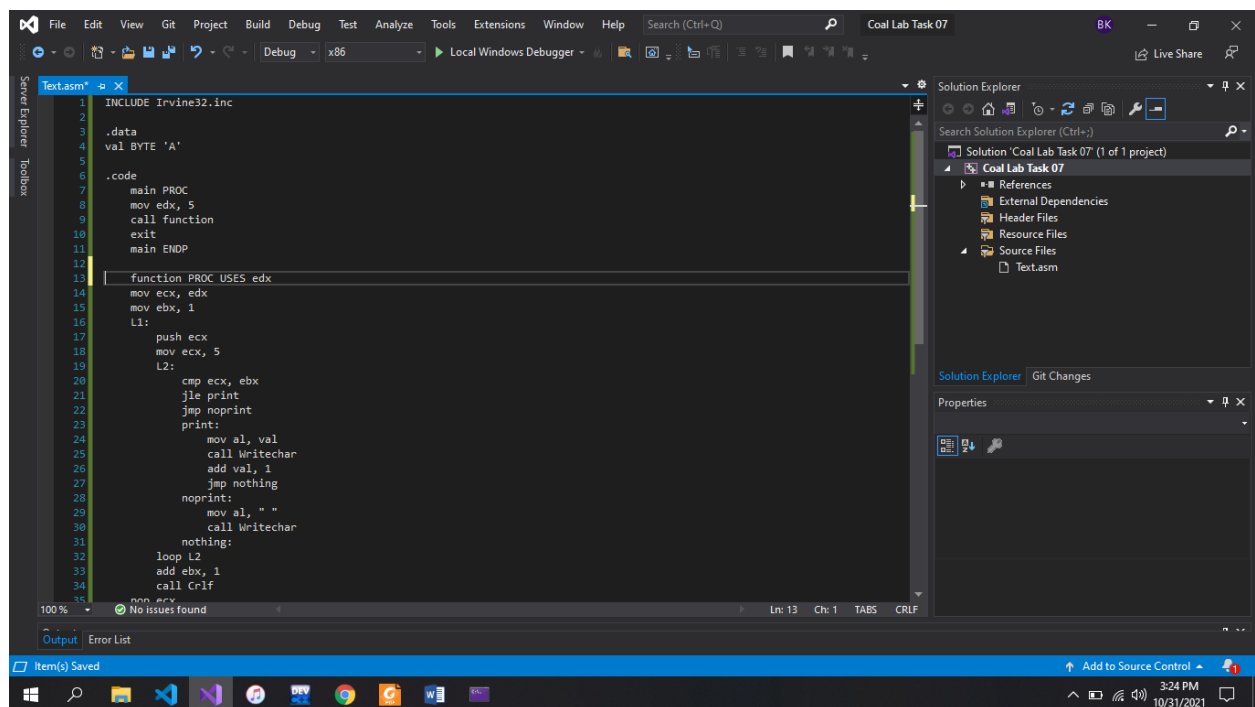 File Edit View Git Project Build Debug Test Analyze Tools Extensions Window Help Search (Ctrl+Q) Coal Lab Task 07 BK
Debug x86 Local Windows Debugger Live Share
Server Explorer
Toolbox
Text.asm*
1 INCLUDE Irvine32.inc
2
3 .data
4 val BYTE 'A'
5
6 .code
7 main PROC
8 mov edx, 5
9 call function
10 exit
11 main ENDP
12
13 function PROC USES edx
14 mov ecx, edx
15 mov ebx, 1
16 L1:
17 push ecx
18 mov ecx, 5
19 L2:
20 cmp ecx, ebx
21 jle print
22 jmp noprint
23 print:
24 mov al, val
25 call Writechar
26 add val, 1
27 jmp nothing
28 noprint:
29 mov al, " "
30 call Writechar
31 nothing:
32 loop L2
33 add ebx, 1
34 call Crlf
35 pop ecx
100 % No issues found Ln: 13 Ch: 1 TABS CRLF
Solution Explorer
Search Solution Explorer (Ctrl+;)
Solution 'Coal Lab Task 07' (1 of 1 project)
Coal Lab Task 07
References
External Dependencies
Header Files
Resource Files
Source Files
Text.asm
Solution Explorer Git Changes
Properties
Output Error List
Item(s) Saved Add to Source Control 1
DEV
3:24 PM
10/31/2021